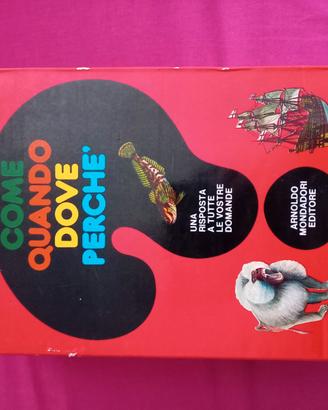 COME
QUANDO
DOVE
PERCHE'
UNA
RISPOSTA
A TUTTE
LE VOSTRE
DOMANDE
ARNOLDO
MONDADORI
EDITORE